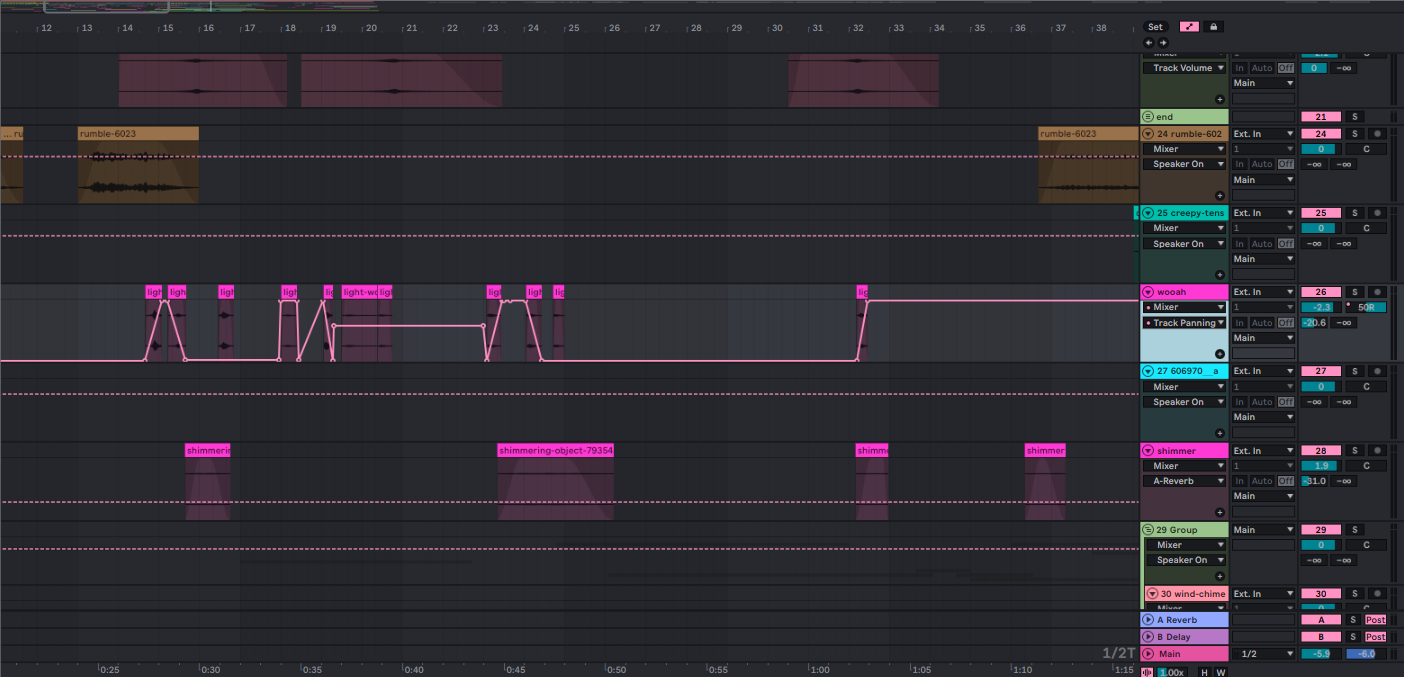 12 13 14 15 16 17 18 19 20 21 22 23 24 25 26 27 28 29 30 31 32 33 34 35 36 37 38 Set
Track Volume In Auto Off 0 -∞
Main
end 21 S
... ru rumble-6023 rumble-6023 24 rumble-602 Ext. In 24 S
Mixer 1 0 C
Speaker On In Auto Off -∞ -∞
Main
25 creepy-tens Ext. In 25 S
Mixer 1 0 C
Speaker On In Auto Off -∞ -∞
Main
ligh ligh ligh ligh lig light-wo ligh ligh ligh lig lig wooah Ext. In 26 S
Mixer 1 -2.3 50R
Track Panning In Auto Off -20.6 -∞
Main
27 606970__a Ext. In 27 S
Mixer 1 0 C
Speaker On In Auto Off -∞ -∞
Main
shimmerin shimmering-object-79354 shimme shimmer shimmer Ext. In 28 S
Mixer 1 1.9 C
A-Reverb In Auto Off -31.0 -∞
Main
29 Group Main 29 S
Mixer 0 C
Speaker On -∞ -∞
30 wind-chime Ext. In 30 S
Mixer 1 0 C
A Reverb A S Post
B Delay B S Post
1/2T Main 1/2 -5.9 -6.0
0:25 0:30 0:35 0:40 0:45 0:50 0:55 1:00 1:05 1:10 1:15 1.00x H W